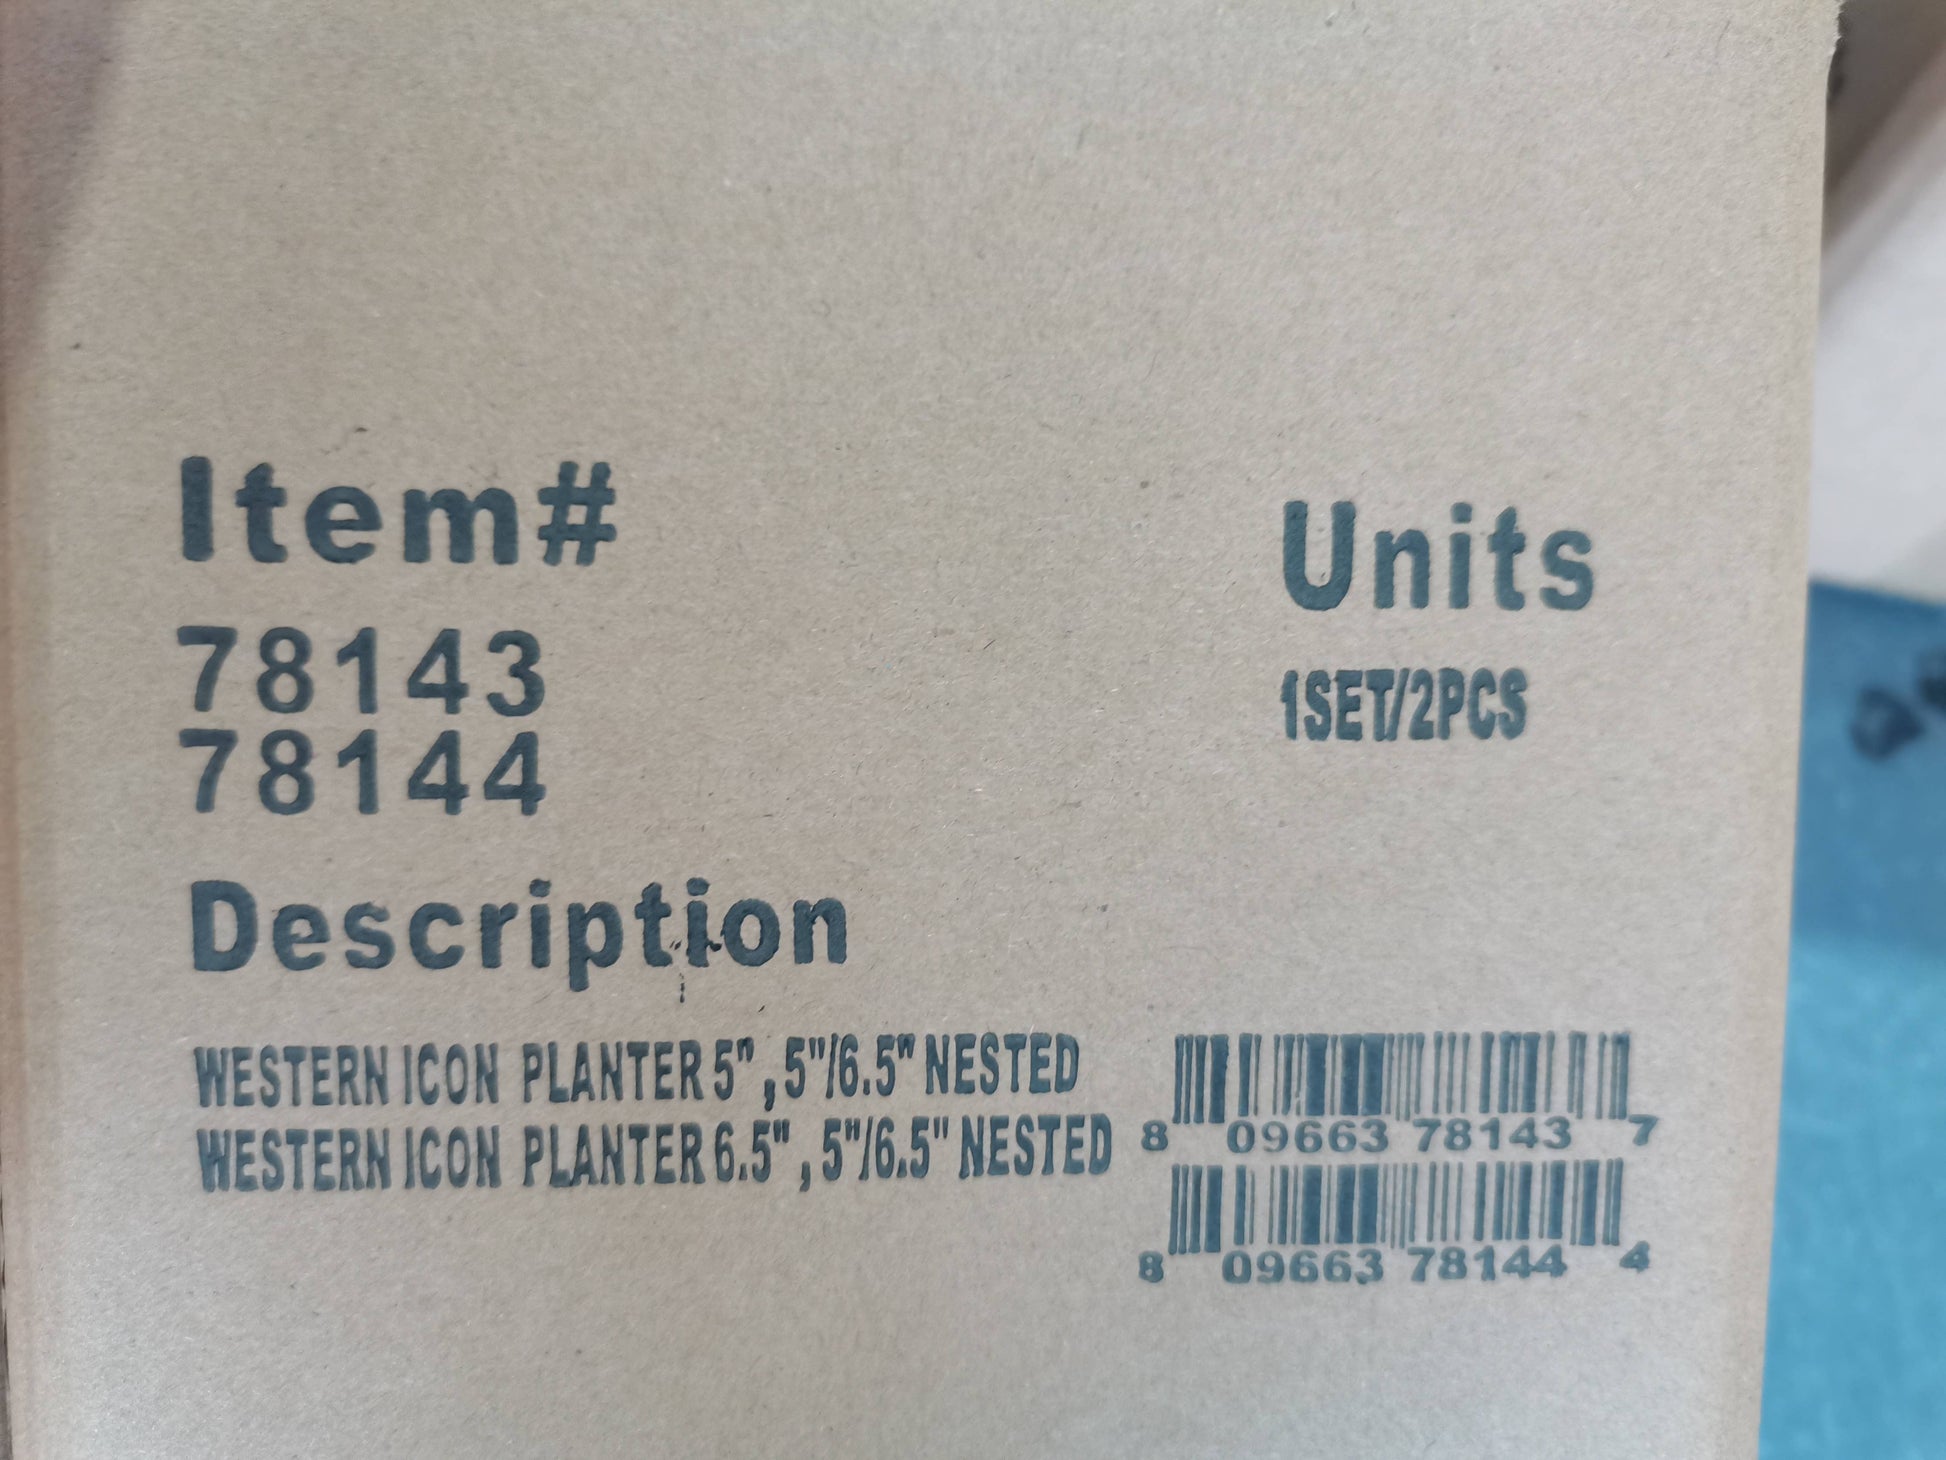 Item#
78143
78144
Units
1SET/2PCS
Description
WESTERN ICON PLANTER 5", 5"/6.5" NESTED
WESTERN ICON PLANTER 6.5", 5"/6.5" NESTED
8 09663 78143 7
8 09663 78144 4